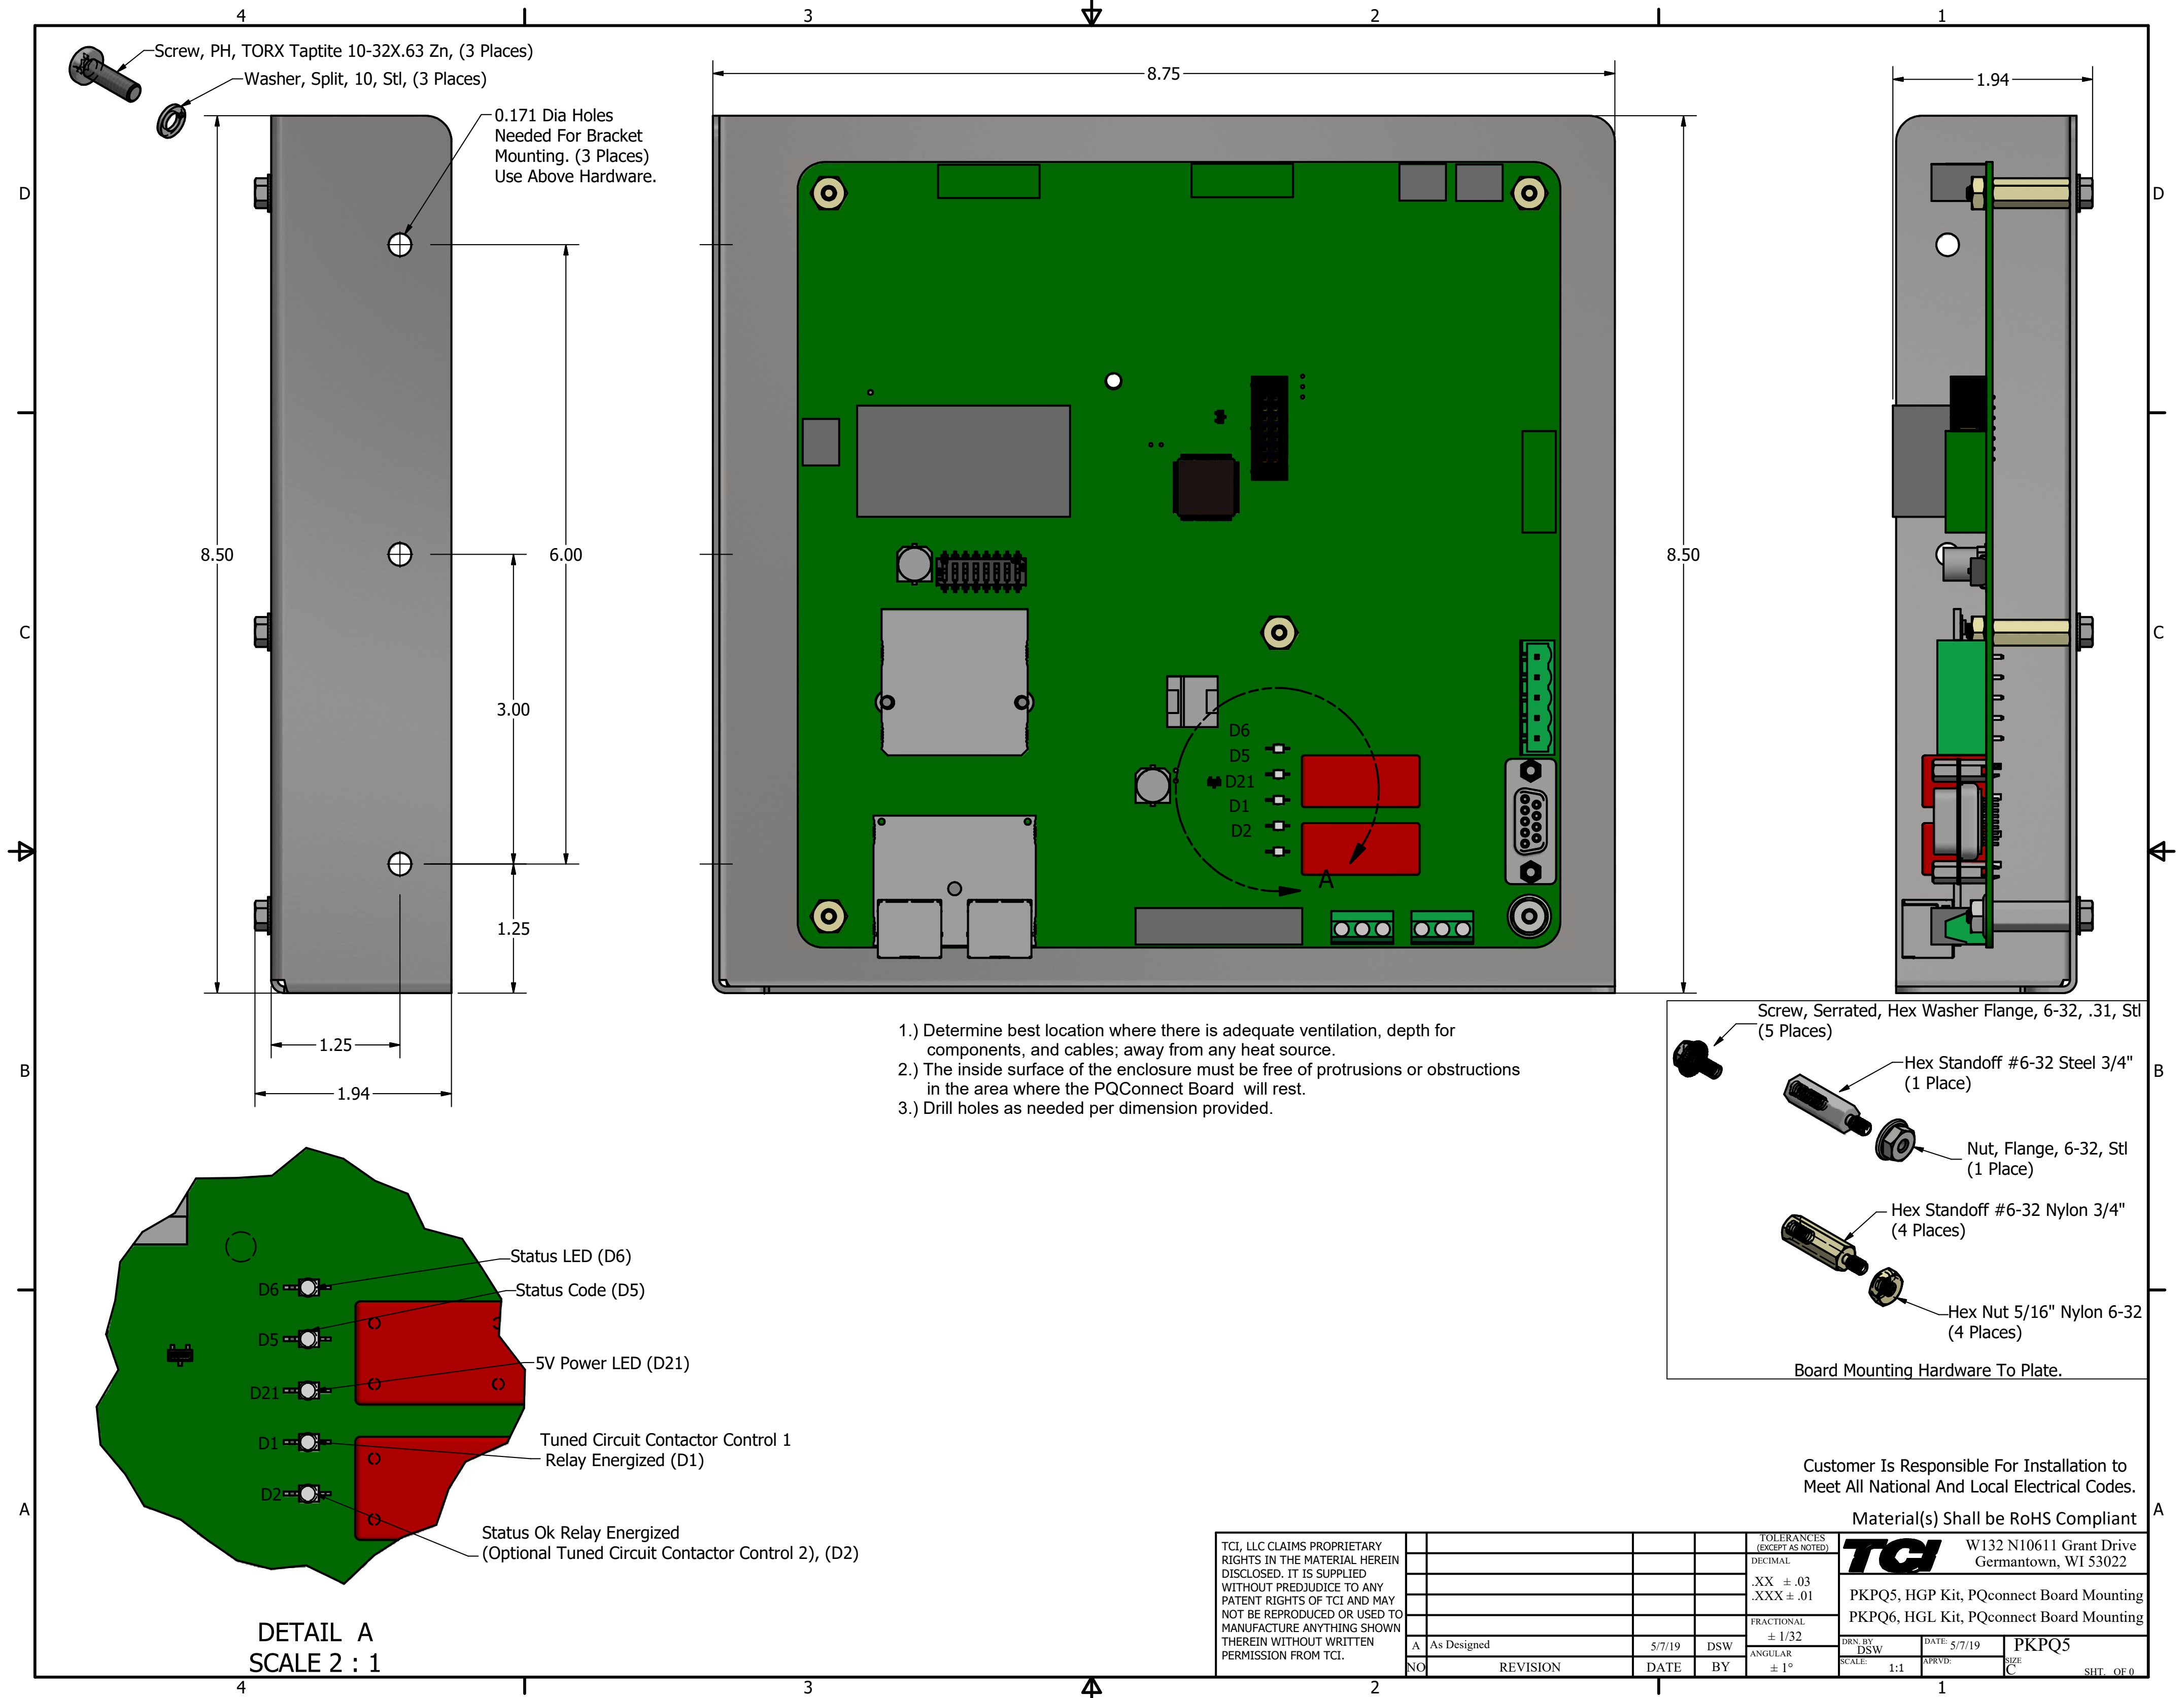 4
3
2
1
D
C
B
A
D
C
B
A
Screw, PH, TORX Taptite 10-32X.63 Zn, (3 Places)
Washer, Split, 10, Stl, (3 Places)
0.171 Dia Holes
Needed For Bracket
Mounting. (3 Places)
Use Above Hardware.
8.50
6.00
3.00
1.25
1.25
1.94
8.75
8.50
D6
D5
D21
D1
D2
A
1.94
1.) Determine best location where there is adequate ventilation, depth for
components, and cables; away from any heat source.
2.) The inside surface of the enclosure must be free of protrusions or obstructions
in the area where the PQConnect Board will rest.
3.) Drill holes as needed per dimension provided.
Screw, Serrated, Hex Washer Flange, 6-32, .31, Stl
(5 Places)
Hex Standoff #6-32 Steel 3/4"
(1 Place)
Nut, Flange, 6-32, Stl
(1 Place)
Hex Standoff #6-32 Nylon 3/4"
(4 Places)
Hex Nut 5/16" Nylon 6-32
(4 Places)
Board Mounting Hardware To Plate.
D6
D5
D21
D1
D2
Status LED (D6)
Status Code (D5)
5V Power LED (D21)
Tuned Circuit Contactor Control 1
Relay Energized (D1)
Status Ok Relay Energized
(Optional Tuned Circuit Contactor Control 2), (D2)
DETAIL A
SCALE 2 : 1
Customer Is Responsible For Installation to
Meet All National And Local Electrical Codes.
Material(s) Shall be RoHS Compliant
TCI, LLC CLAIMS PROPRIETARY
RIGHTS IN THE MATERIAL HEREIN
DISCLOSED. IT IS SUPPLIED
WITHOUT PREDJUDICE TO ANY
PATENT RIGHTS OF TCI AND MAY
NOT BE REPRODUCED OR USED TO
MANUFACTURE ANYTHING SHOWN
THEREIN WITHOUT WRITTEN
PERMISSION FROM TCI.
A As Designed 5/7/19 DSW
NO REVISION DATE BY
TOLERANCES
(EXCEPT AS NOTED)
DECIMAL
.XX ± .03
.XXX ± .01
FRACTIONAL
± 1/32
ANGULAR
± 1°
TCI
W132 N10611 Grant Drive
Germantown, WI 53022
PKPQ5, HGP Kit, PQconnect Board Mounting
PKPQ6, HGL Kit, PQconnect Board Mounting
DRN. BY DSW
DATE: 5/7/19
PKPQ5
SCALE: 1:1
APRVD:
SIZE C
SHT. OF 0
4
3
2
1